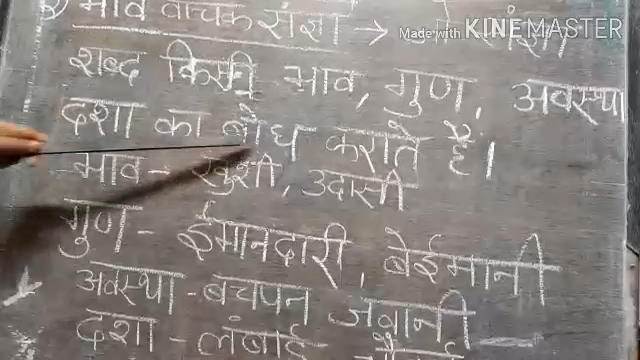 भाव वाचक संज्ञा → जो संज्ञा
Made with KINEMASTER
शब्द किसी भाव, गुण, अवस्था
दशा का बोध कराते है।
भाव - खुशी, उदासी
गुण - ईमानदारी, बेईमानी
अवस्था - बचपन जवानी
दशा - लंबाई